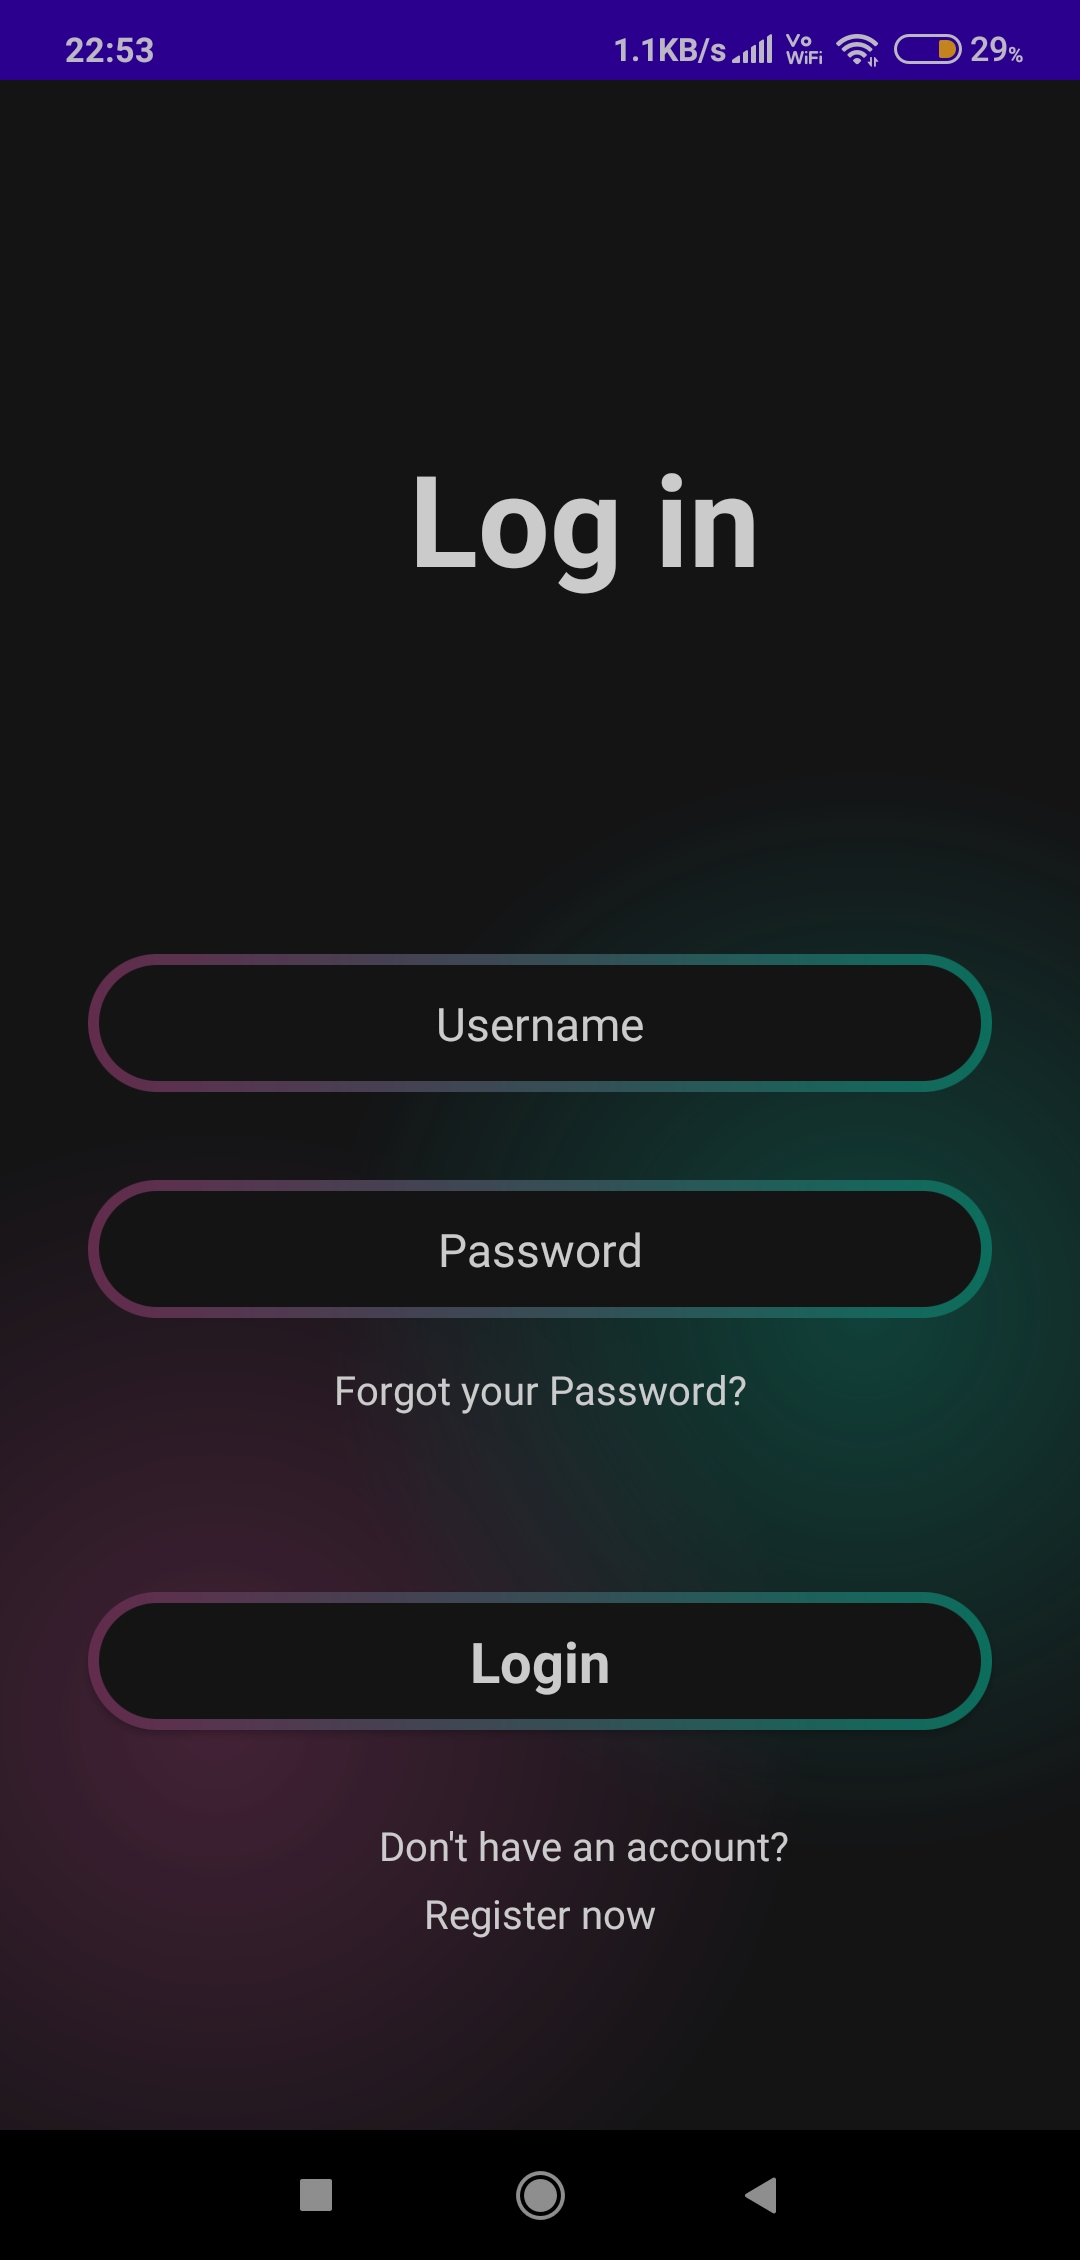 22:53 1.1KB/s Vo WiFi 29%
Log in
Username
Password
Forgot your Password?
Login
Don't have an account?
Register now